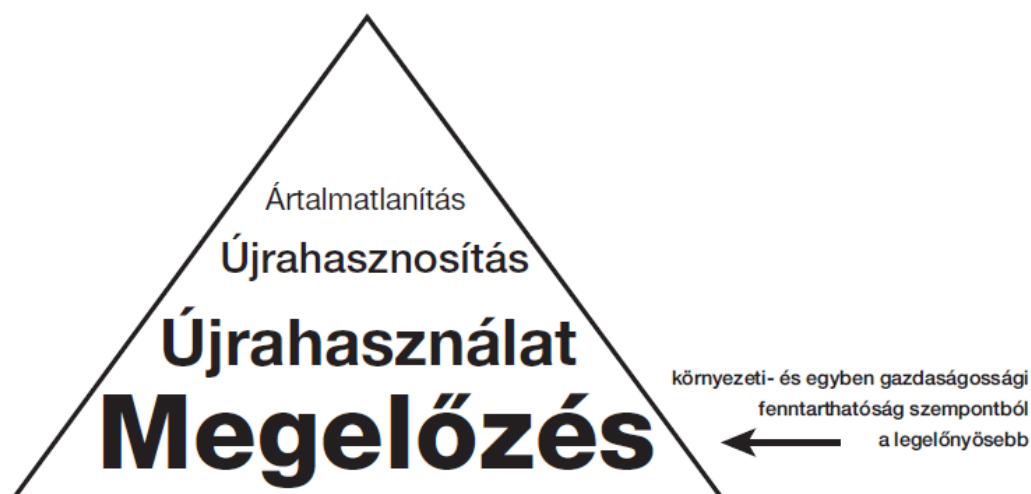 Ártalmatlanítás
Újrahasznosítás
Újrahasználat
Megelőzés
környezeti- és egyben gazdaságossági
fenntarthatóság szempontból
a legelőnyösebb